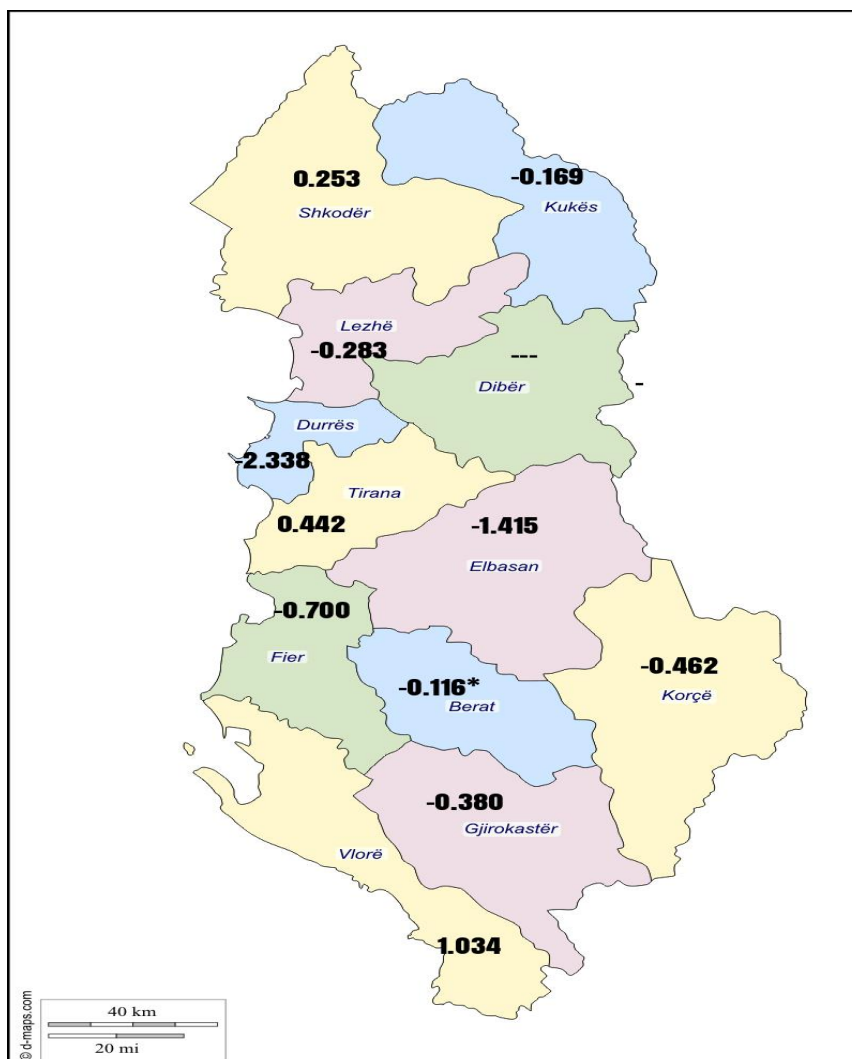 0.253
Shkodër
-0.169
Kukës
Lezhë
-0.283
---
Dibër
-
Durrës
-2.338
Tirana
0.442
-1.415
Elbasan
-0.700
Fier
-0.116*
Berat
-0.462
Korçë
-0.380
Gjirokastër
Vlorë
1.034
40 km
20 mi
© d-maps.com